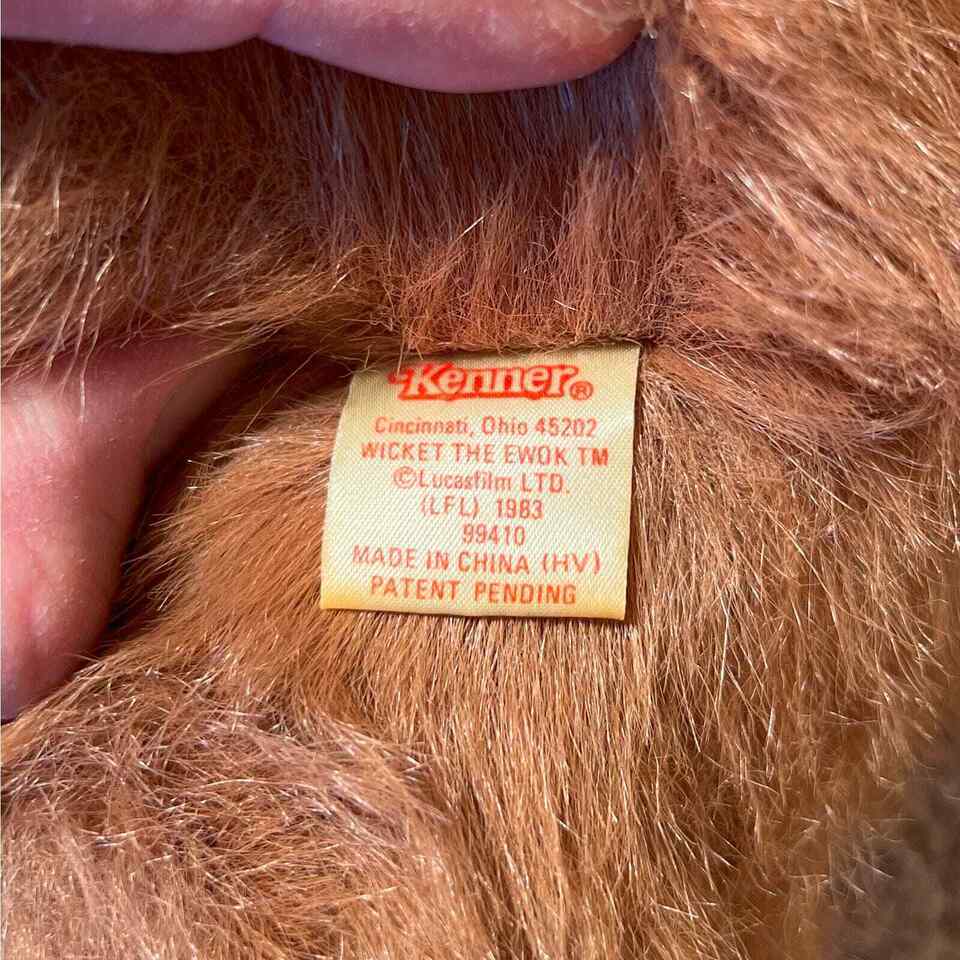 Kenner®
Cincinnati, Ohio 45202
WICKET THE EWOK TM
©Lucasfilm LTD.
(LFL) 1983
99410
MADE IN CHINA (HV)
PATENT PENDING